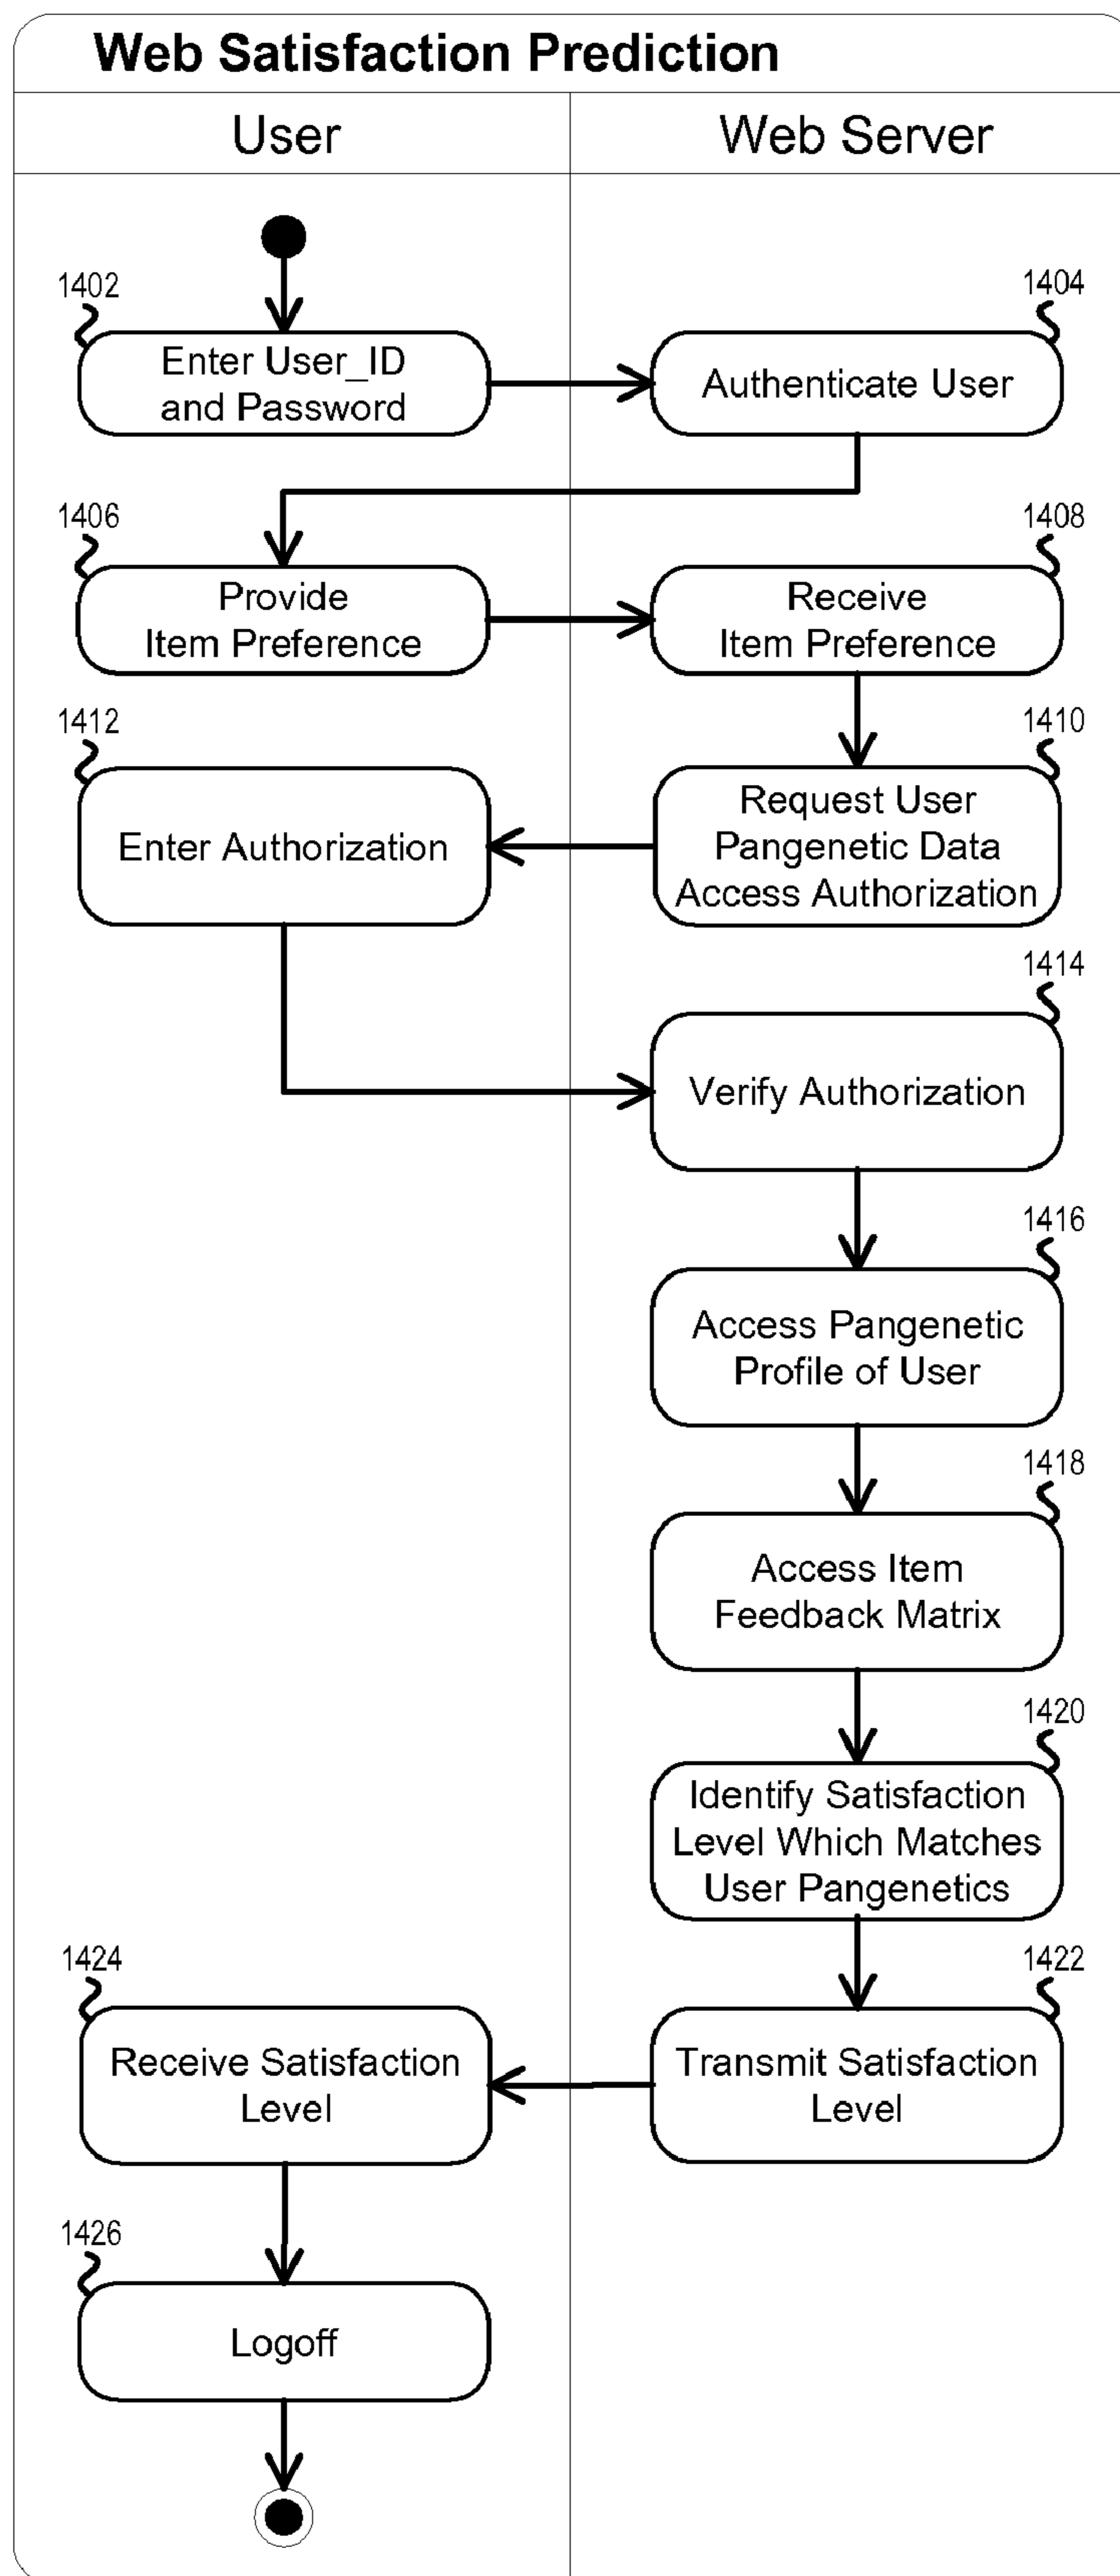 Web Satisfaction Prediction
User
Web Server
1402
Enter User_ID
and Password
1404
Authenticate User
1406
Provide
Item Preference
1408
Receive
Item Preference
1412
Enter Authorization
1410
Request User
Pangenetic Data
Access Authorization
1414
Verify Authorization
1416
Access Pangenetic
Profile of User
1418
Access Item
Feedback Matrix
1420
Identify Satisfaction
Level Which Matches
User Pangenetics
1424
Receive Satisfaction
Level
1422
Transmit Satisfaction
Level
1426
Logoff